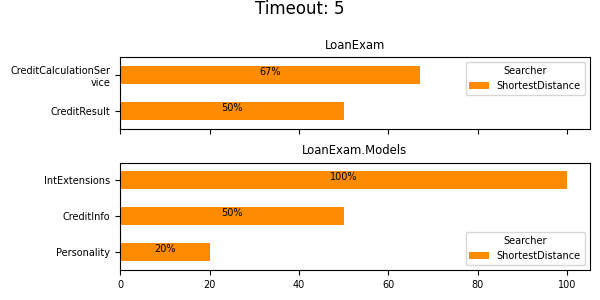 Timeout: 5
LoanExam
CreditCalculationSer
vice
67%
CreditResult
50%
Searcher
ShortestDistance
LoanExam.Models
IntExtensions
100%
CreditInfo
50%
Personality
20%
Searcher
ShortestDistance
0 20 40 60 80 100